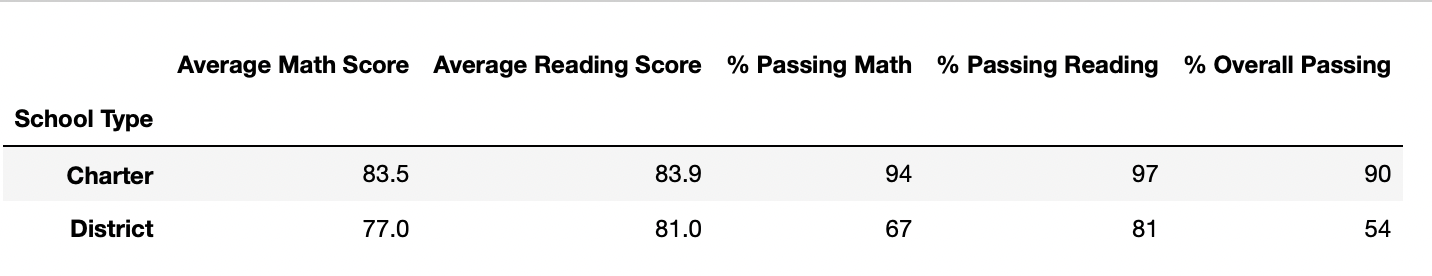 Average Math Score Average Reading Score % Passing Math % Passing Reading % Overall Passing
School Type
Charter 83.5 83.9 94 97 90
District 77.0 81.0 67 81 54